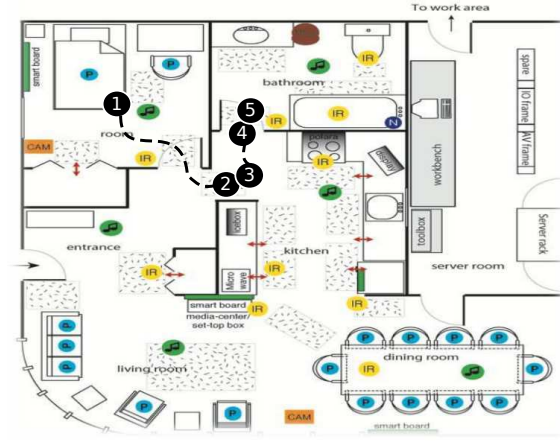 To work area
smart board
P
P
bathroom
IR
spare
IO frame
AV frame
1
room
5
4
IR
IR
Z
CAM
IR
2
3
IR
display
workbench
toolbox
Server rack
entrance
icebox
kitchen
server room
IR
Micro
wave
IR
IR
smart board
media-center/
set-top box
IR
P
P
P
living room
P
P
CAM
P
P
P
P
dining room
P
IR
P
P
P
P
P
smart board